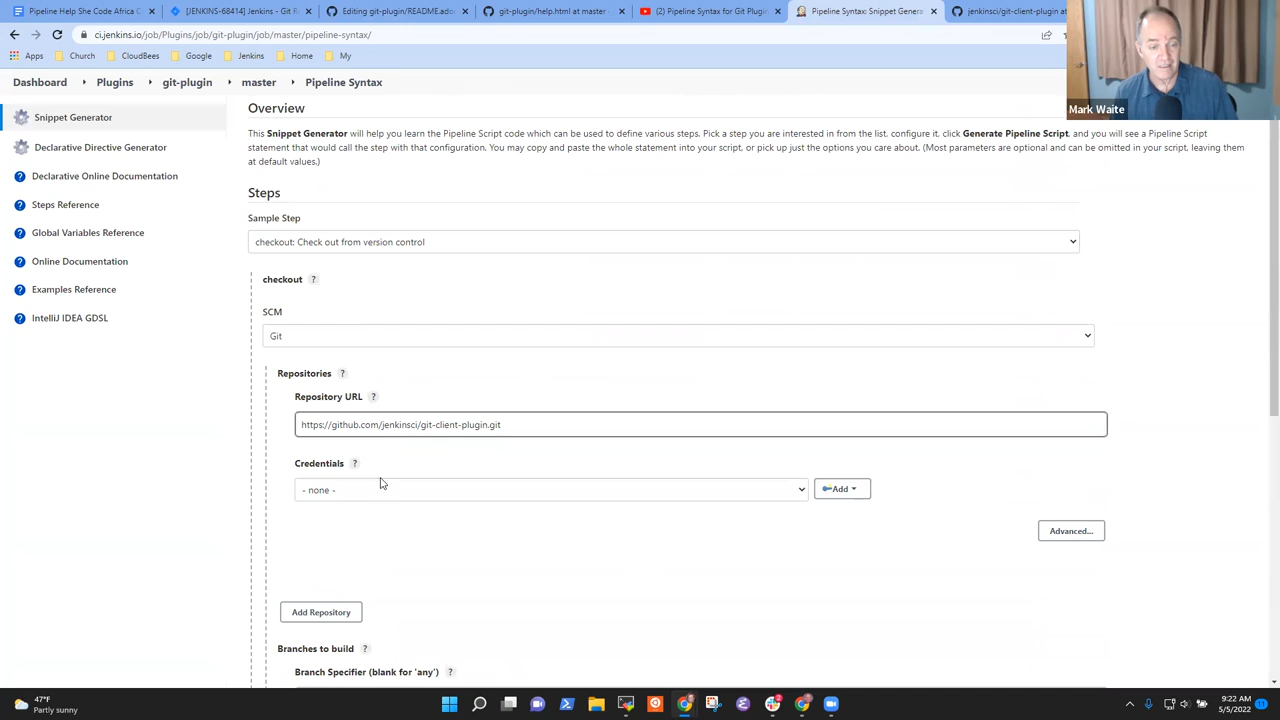 Pipeline Help She Code Africa C
[JENKINS-68414] Jenkins - Git R
Editing git-plugin/README.adoc
git-plugin/help.html at master
(2) Pipeline Syntax for Git Plugin
Pipeline Syntax: Snippet Genera
jenkinsci/git-client-plugin at
ci.jenkins.io/job/Plugins/job/git-plugin/job/master/pipeline-syntax/
Apps Church CloudBees Google Jenkins Home My
Dashboard Plugins git-plugin master Pipeline Syntax
Mark Waite
Snippet Generator
Declarative Directive Generator
Declarative Online Documentation
Steps Reference
Global Variables Reference
Online Documentation
Examples Reference
IntelliJ IDEA GDSL
Overview
This Snippet Generator will help you learn the Pipeline Script code which can be used to define various steps. Pick a step you are interested in from the list, configure it, click Generate Pipeline Script, and you will see a Pipeline Script
statement that would call the step with that configuration. You may copy and paste the whole statement into your script, or pick up just the options you care about. (Most parameters are optional and can be omitted in your script, leaving them
at default values.)
Steps
Sample Step
checkout: Check out from version control
checkout ?
SCM
Git
Repositories ?
Repository URL ?
https://github.com/jenkinsci/git-client-plugin.git
Credentials ?
- none -
Add
Advanced...
Add Repository
Branches to build ?
Branch Specifier (blank for 'any') ?
47°F
Partly sunny
9:22 AM
5/5/2022